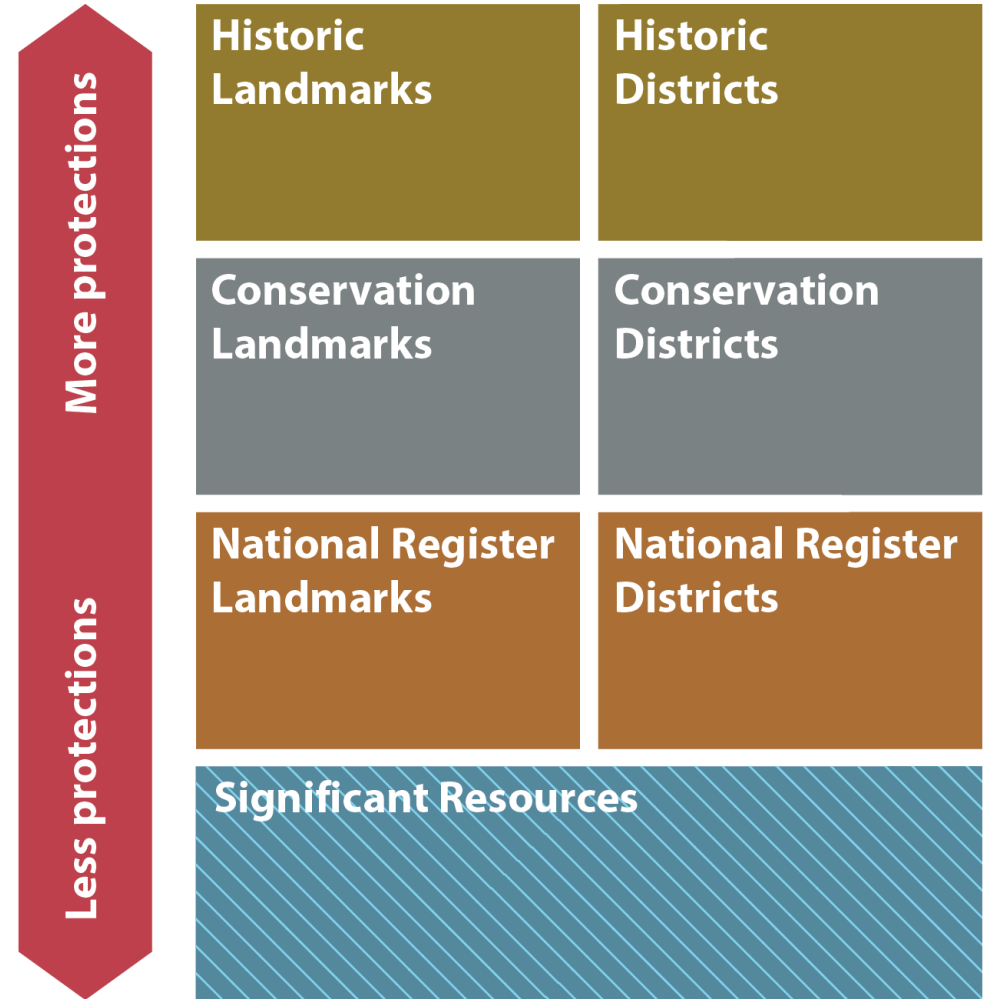 More protections
Less protections
Historic
Landmarks
Historic
Districts
Conservation
Landmarks
Conservation
Districts
National Register
Landmarks
National Register
Districts
Significant Resources